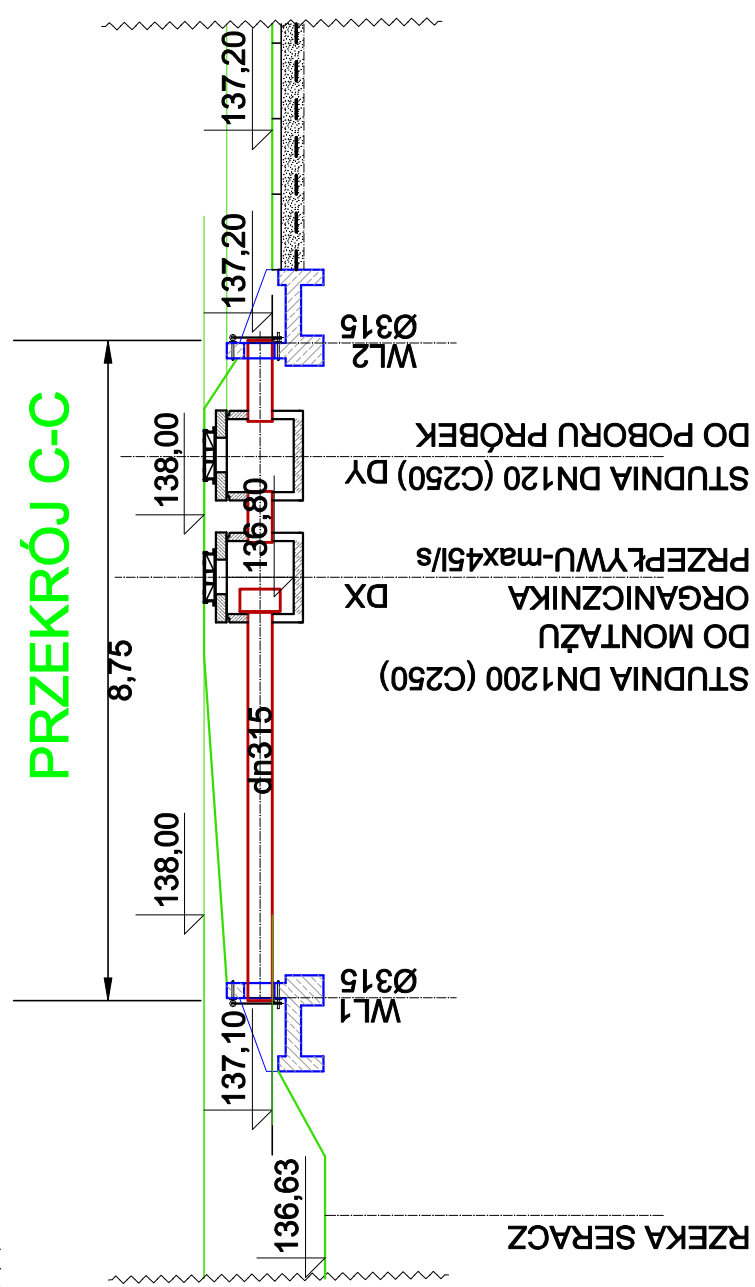 PRZEKRÓJ C-C
8,75
137,20
137,20
138,00
136,80
138,00
dn315
137,10
136,63
WL2
Ø315
STUDNIA DN120 (C250) DY
DO POBORU PRÓBEK
DX
STUDNIA DN1200 (C250)
DO MONTAŻU
ORGANICZNIKA
PRZEPŁYWU-max45l/s
WL1
Ø315
RZEKA SERACZ